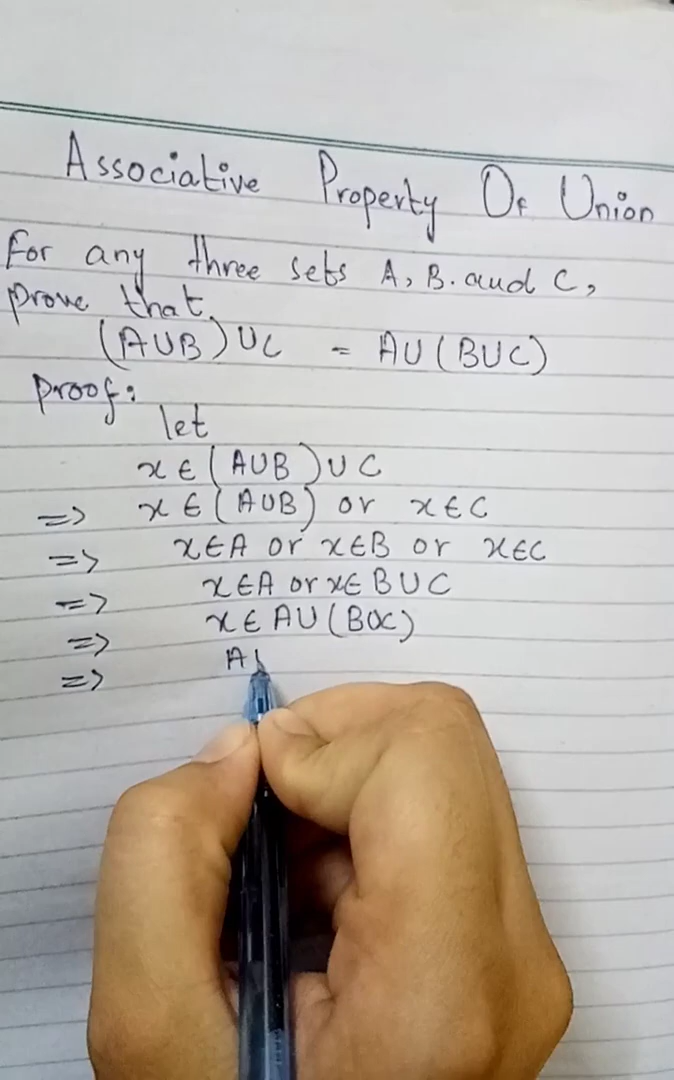 Associative Property Of Union
For any three sets A, B. and C,
prove that,
(AUB)UC = AU(BUC)
Proof:
let
x ∈ (AUB)UC
=> x ∈ (AUB) or x ∈ C
=> x ∈ A or x ∈ B or x ∈ C
=> x ∈ A or x ∈ BUC
=> x ∈ AU(BUC)
=> A